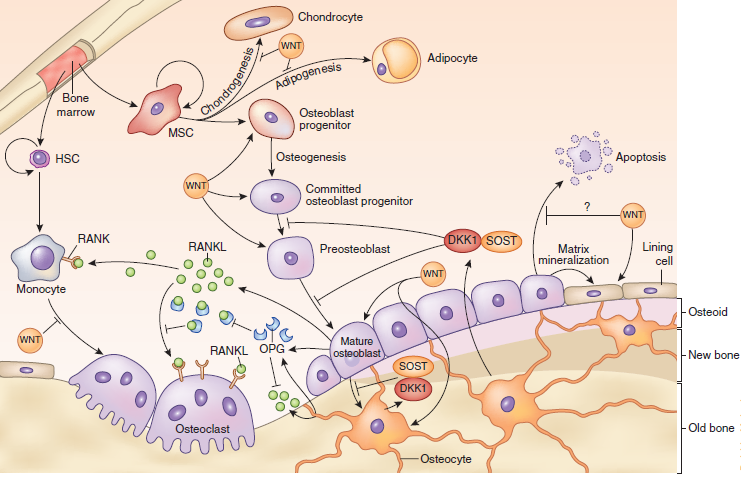 Chondrocyte
WNT
Adipocyte
Chondrogenesis
Adipogenesis
Bone
marrow
MSC
Osteoblast
progenitor
HSC
Osteogenesis
Apoptosis
WNT
Committed
osteoblast progenitor
?
WNT
RANK
RANKL
Preosteoblast
DKK1
SOST
Matrix
mineralization
Lining
cell
Monocyte
WNT
Osteoid
WNT
RANKL
OPG
Mature
osteoblast
New bone
SOST
DKK1
Osteoclast
Old bone
Osteocyte